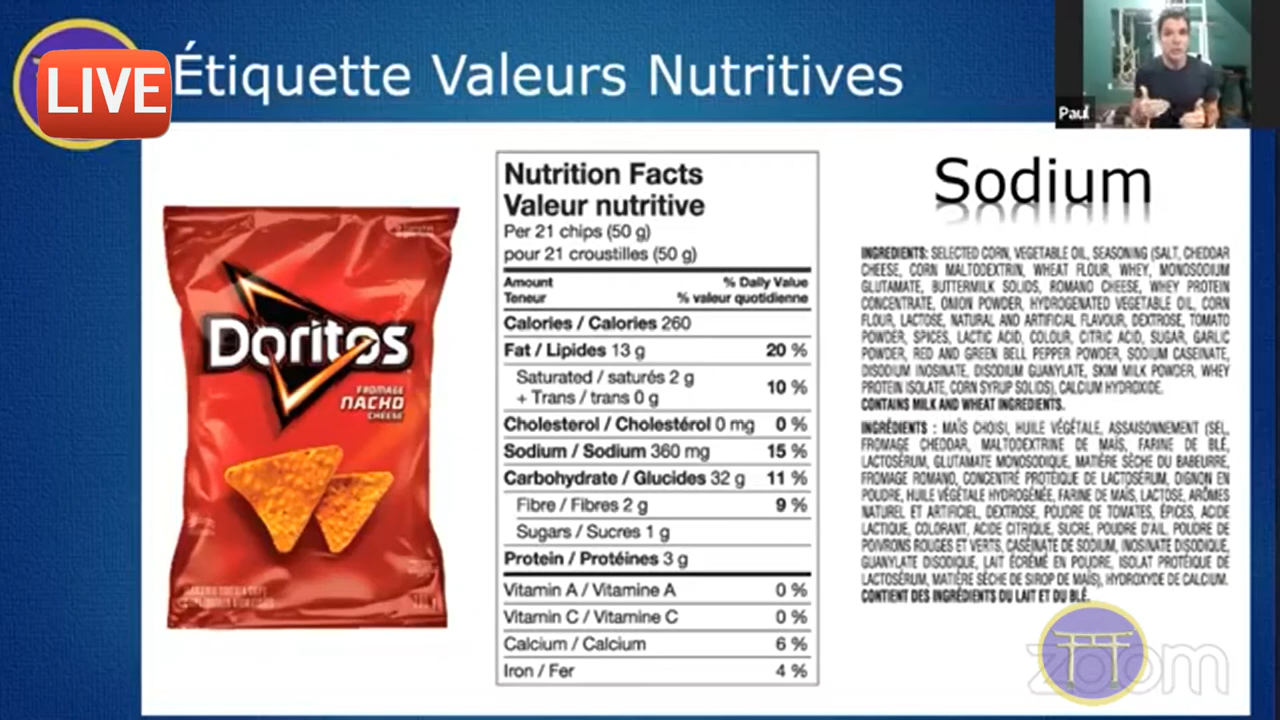 LIVE
Étiquette Valeurs Nutritives
Paul
Doritos
FROMAGE
NACHO
CHEESE
Nutrition Facts
Valeur nutritive
Per 21 chips (50 g)
pour 21 croustilles (50 g)
Amount % Daily Value
Teneur % valeur quotidienne
Calories / Calories 260
Fat / Lipides 13 g 20 %
Saturated / saturés 2 g
+ Trans / trans 0 g 10 %
Cholesterol / Cholestérol 0 mg 0 %
Sodium / Sodium 360 mg 15 %
Carbohydrate / Glucides 32 g 11 %
Fibre / Fibres 2 g 9 %
Sugars / Sucres 1 g
Protein / Protéines 3 g
Vitamin A / Vitamine A 0 %
Vitamin C / Vitamine C 0 %
Calcium / Calcium 6 %
Iron / Fer 4 %
Sodium
INGREDIENTS: SELECTED CORN, VEGETABLE OIL, SEASONING (SALT, CHEDDAR
CHEESE, CORN MALTODEXTRIN, WHEAT FLOUR, WHEY, MONOSODIUM
GLUTAMATE, BUTTERMILK SOLIDS, ROMANO CHEESE, WHEY PROTEIN
CONCENTRATE, ONION POWDER, HYDROGENATED VEGETABLE OIL, CORN
FLOUR, LACTOSE, NATURAL AND ARTIFICIAL FLAVOUR, DEXTROSE, TOMATO
POWDER, SPICES, LACTIC ACID, COLOUR, CITRIC ACID, SUGAR, GARLIC
POWDER, RED AND GREEN BELL PEPPER POWDER, SODIUM CASEINATE,
DISODIUM INOSINATE, DISODIUM GUANYLATE, SKIM MILK POWDER, WHEY
PROTEIN ISOLATE, CORN SYRUP SOLIDS), CALCIUM HYDROXIDE.
CONTAINS MILK AND WHEAT INGREDIENTS.
INGRÉDIENTS : MAÏS CHOISI, HUILE VÉGÉTALE, ASSAISONNEMENT (SEL,
FROMAGE CHEDDAR, MALTODEXTRINE DE MAÏS, FARINE DE BLÉ,
LACTOSÉRUM, GLUTAMATE MONOSODIQUE, MATIÈRE SÈCHE DU BABEURRE,
FROMAGE ROMANO, CONCENTRÉ PROTÉIQUE DE LACTOSÉRUM, OIGNON EN
POUDRE, HUILE VÉGÉTALE HYDROGÉNÉE, FARINE DE MAÏS, LACTOSE, ARÔMES
NATUREL ET ARTIFICIEL, DEXTROSE, POUDRE DE TOMATES, ÉPICES, ACIDE
LACTIQUE, COLORANT, ACIDE CITRIQUE, SUCRE, POUDRE D'AIL, POUDRE DE
POIVRONS ROUGES ET VERTS, CASÉINATE DE SODIUM, INOSINATE DISODIQUE,
GUANYLATE DISODIQUE, LAIT ÉCRÉMÉ EN POUDRE, ISOLAT PROTÉIQUE DE
LACTOSÉRUM, MATIÈRE SÈCHE DE SIROP DE MAÏS), HYDROXYDE DE CALCIUM.
CONTIENT DES INGRÉDIENTS DU LAIT ET DU BLÉ.
zoom